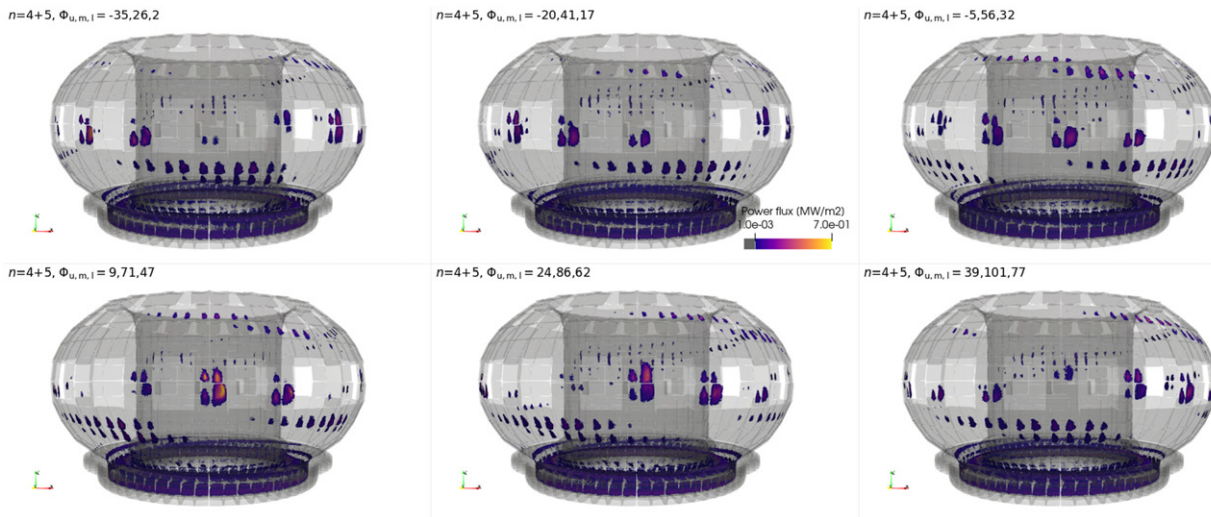 n=4+5, Φu,m,l = -35,26,2
n=4+5, Φu,m,l = -20,41,17
n=4+5, Φu,m,l = -5,56,32
Power flux (MW/m2)
1.0e-03 7.0e-01
n=4+5, Φu,m,l = 9,71,47
n=4+5, Φu,m,l = 24,86,62
n=4+5, Φu,m,l = 39,101,77